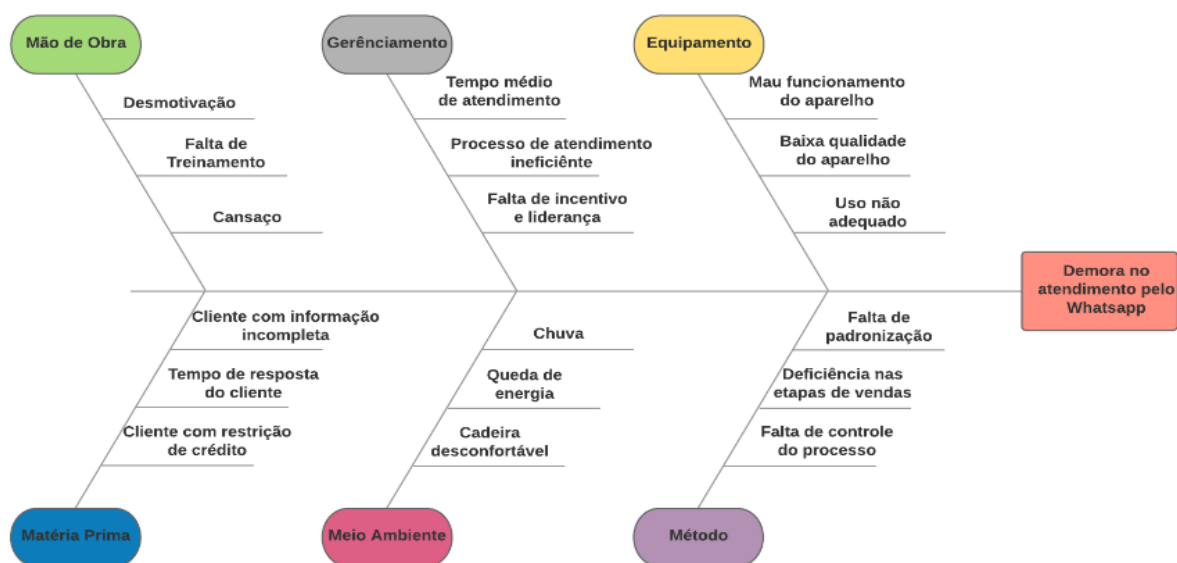 Mão de Obra
Gerênciamento
Equipamento
Desmotivação
Falta de
Treinamento
Cansaço
Tempo médio
de atendimento
Processo de atendimento
ineficiênte
Falta de incentivo
e liderança
Mau funcionamento
do aparelho
Baixa qualidade
do aparelho
Uso não
adequado
Demora no
atendimento pelo
Whatsapp
Cliente com informação
incompleta
Tempo de resposta
do cliente
Cliente com restrição
de crédito
Chuva
Queda de
energia
Cadeira
desconfortável
Falta de
padronização
Deficiência nas
etapas de vendas
Falta de controle
do processo
Matéria Prima
Meio Ambiente
Método